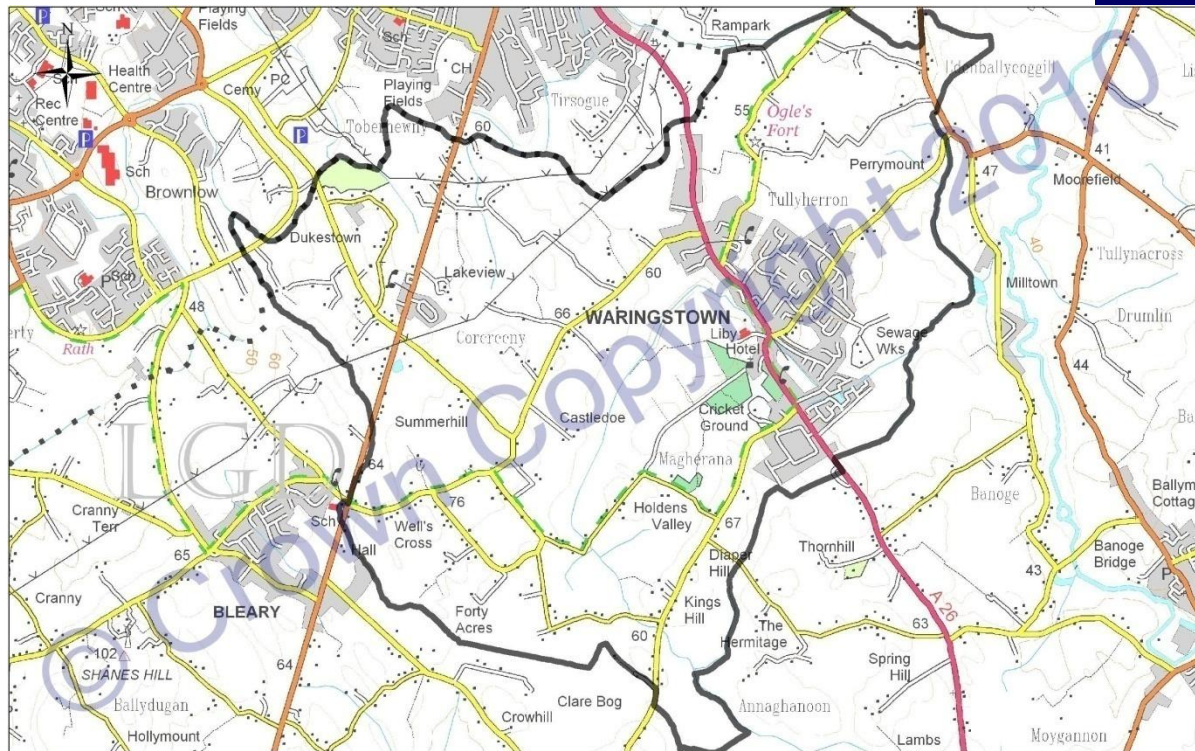 Sch
Playing
Fields
N
Health
Centre
Cemy
PC
Rec
Centre
Sch
Brownlow
Sch
Playing
Fields
CH
Tobernewny
60
Tirsogue
Rampark
55
Ogle's
Fort
Perrymount
47
41
Moorefield
Tullyherron
Tullynacross
40
Milltown
Drumlin
44
Dukestown
Lakeview
60
66
WARINGSTOWN
Liby
Hotel
Sewage
Wks
Corcreeny
48
Rath
50
60
LGD
Summerhill
Castledoe
Cricket
Ground
Magherana
64
Sch
Hall
Well's
Cross
76
Holdens
Valley
67
Banoge
Cranny
Terr
65
Cranny
BLEARY
Forty
Acres
Diaper
Hill
Thornhill
43
Banoge
Bridge
Kings
Hill
60
The
Hermitage
A 26
63
Spring
Hill
102
SHANES HILL
64
Ballydugan
Hollymount
Crowhill
Clare Bog
Annaghanoon
Lambs
Moygannon
© Crown Copyright 2010